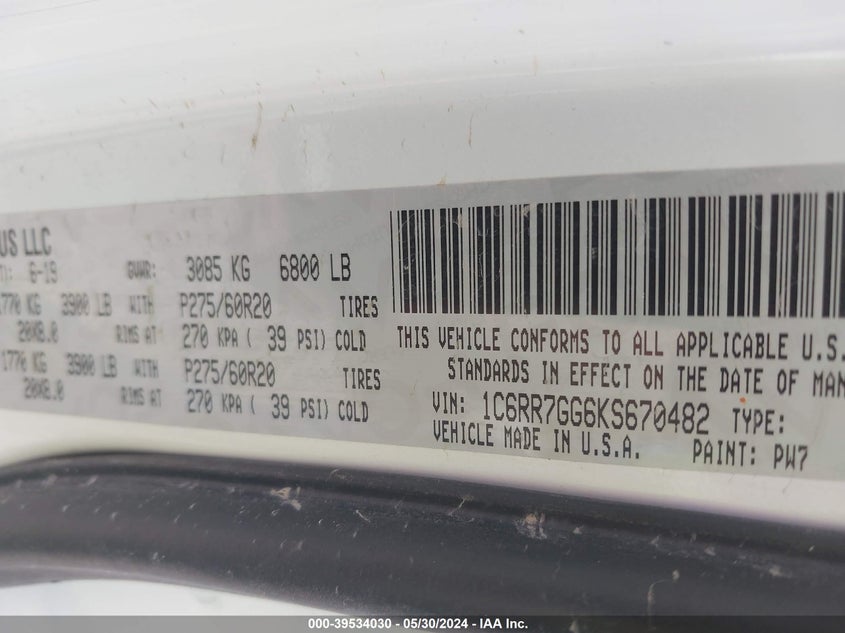 US LLC
6-19 GVWR: 3085 KG 6800 LB
1770 KG 3900 LB WITH P275/60R20 TIRES
20X8.0 RIMS AT 270 KPA ( 39 PSI) COLD
1770 KG 3900 LB WITH P275/60R20 TIRES
20X8.0 RIMS AT 270 KPA ( 39 PSI) COLD
THIS VEHICLE CONFORMS TO ALL APPLICABLE U.S.
STANDARDS IN EFFECT ON THE DATE OF MAN
VIN: 1C6RR7GG6KS670482 TYPE:
VEHICLE MADE IN U.S.A. PAINT: PW7
000-39534030 - 05/30/2024 - IAA Inc.